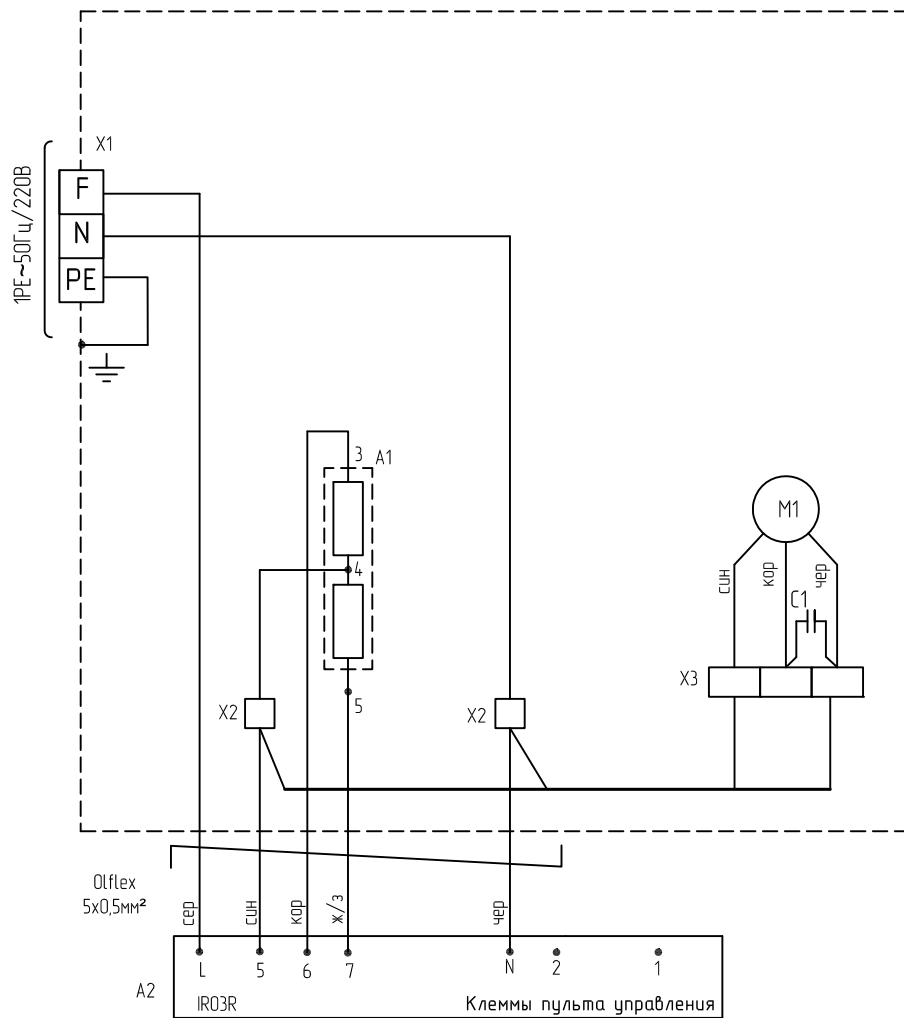 X1
1PE~50Гц/220В
F
N
PE
3
A1
4
5
X2
X2
M1
син
кор
чер
C1
X3
Olflex
5x0,5мм²
сер
син
кор
ж/з
чер
L
5
6
7
N
2
1
A2
IR03R
Клеммы пульта управления